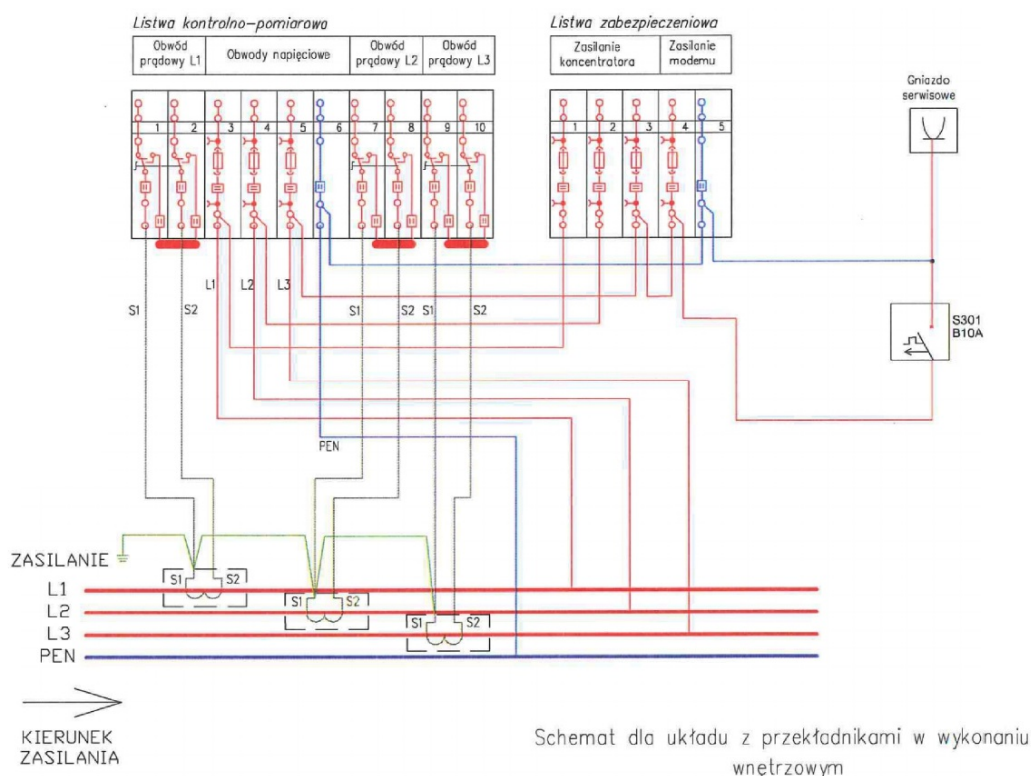 Listwa kontrolno-pomiarowa
Obwód prądowy L1
Obwody napięciowe
Obwód prądowy L2
Obwód prądowy L3
1 2 3 4 5 6 7 8 9 10
Listwa zabezpieczeniowa
Zasilanie koncentratora
Zasilanie modemu
1 2 3 4 5
Gniazdo serwisowe
S301
B10A
S1 S2 L1 L2 L3 S1 S2 S1 S2
PEN
ZASILANIE
S1 S2
S1 S2
S1 S2
L1
L2
L3
PEN
KIERUNEK
ZASILANIA
Schemat dla układu z przekładnikami w wykonaniu
wnętrzowym